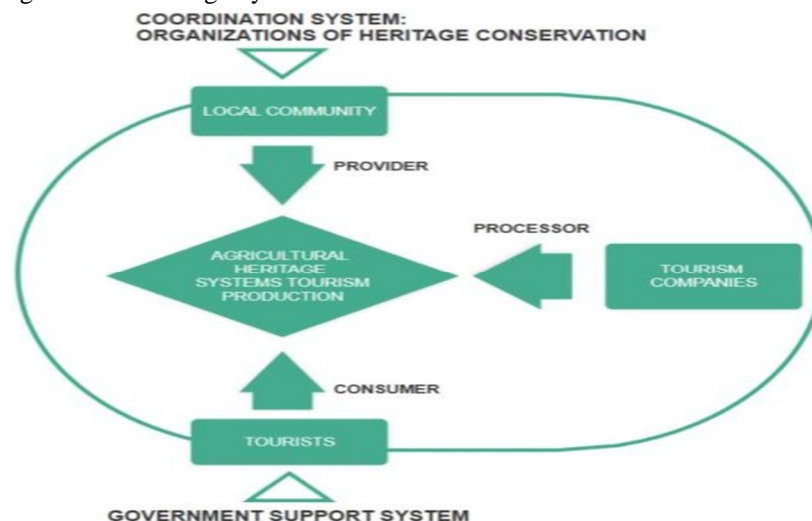 COORDINATION SYSTEM:
ORGANIZATIONS OF HERITAGE CONSERVATION
LOCAL COMMUNITY
PROVIDER
PROCESSOR
AGRICULTURAL
HERITAGE
SYSTEMS TOURISM
PRODUCTION
TOURISM
COMPANIES
CONSUMER
TOURISTS
GOVERNMENT SUPPORT SYSTEM